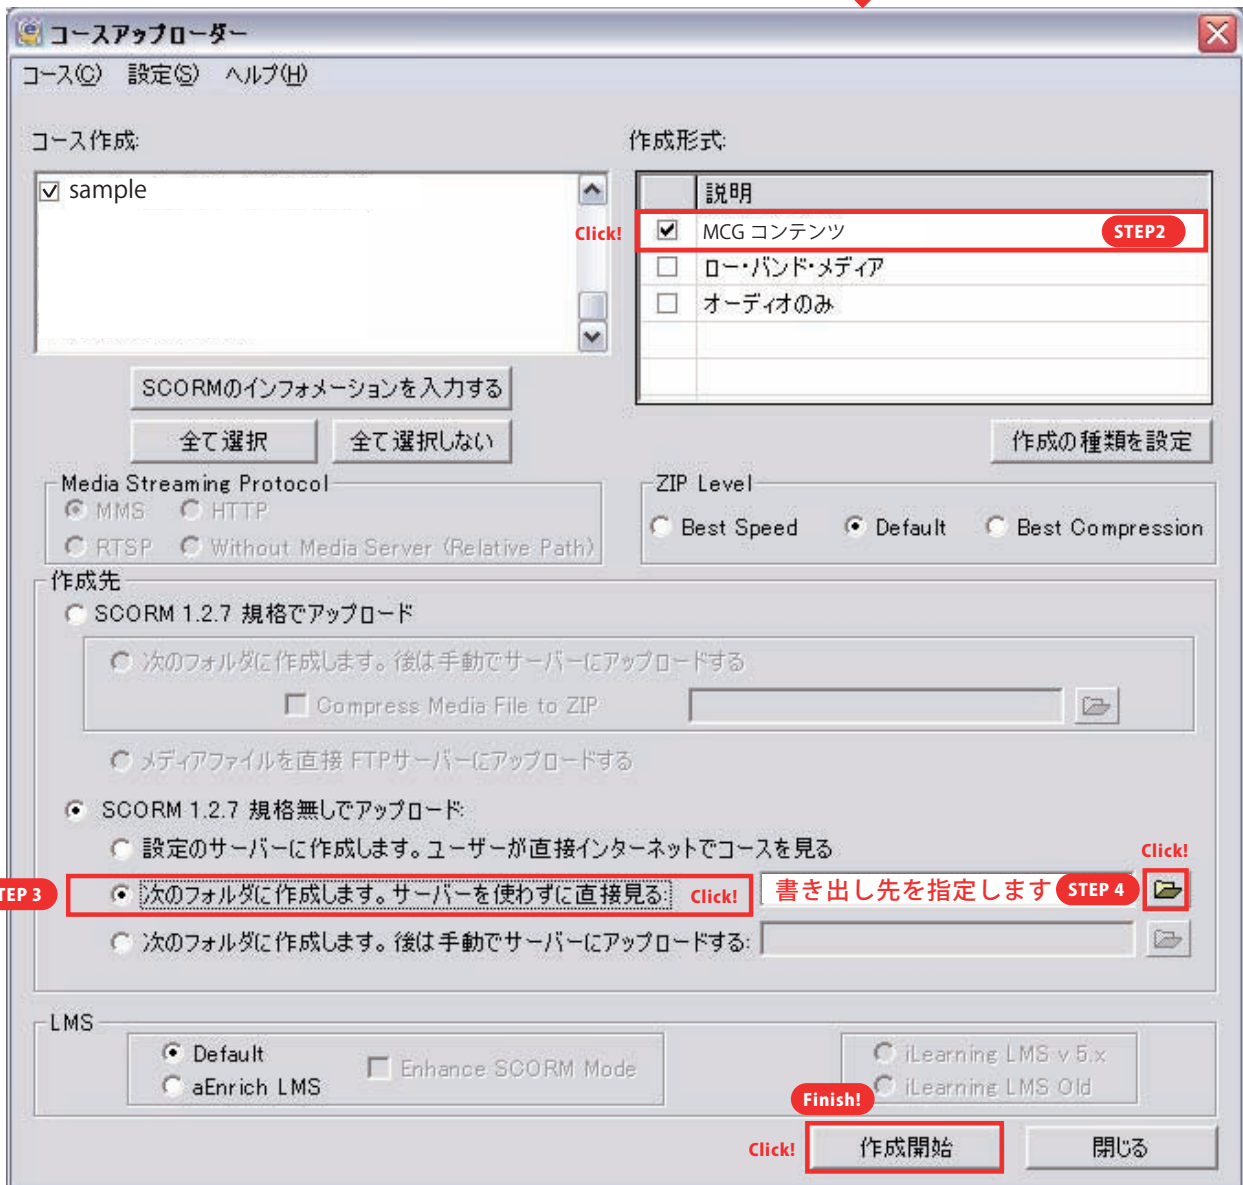 コースアップローダー
コース(C) 設定(S) ヘルプ(H)
コース作成:
作成形式:
sample
説明
Click!
MCG コンテンツ
STEP2
ロー・バンド・メディア
オーディオのみ
SCORMのインフォメーションを入力する
全て選択
全て選択しない
作成の種類を設定
Media Streaming Protocol
MMS HTTP
RTSP Without Media Server (Relative Path)
ZIP Level
Best Speed Default Best Compression
作成先
SCORM 1.2.7 規格でアップロード
次のフォルダに作成します。後は手動でサーバーにアップロードする
Compress Media File to ZIP
メディアファイルを直接 FTPサーバーにアップロードする
SCORM 1.2.7 規格無しでアップロード:
設定のサーバーに作成します。ユーザーが直接インターネットでコースを見る
Click!
TEP 3
次のフォルダに作成します。サーバーを使わずに直接見る:
Click!
書き出し先を指定します
STEP 4
次のフォルダに作成します。後は手動でサーバーにアップロードする:
LMS
Default
aEnrich LMS
Enhance SCORM Mode
iLearning LMS v 5.x
iLearning LMS Old
Finish!
Click!
作成開始
閉じる